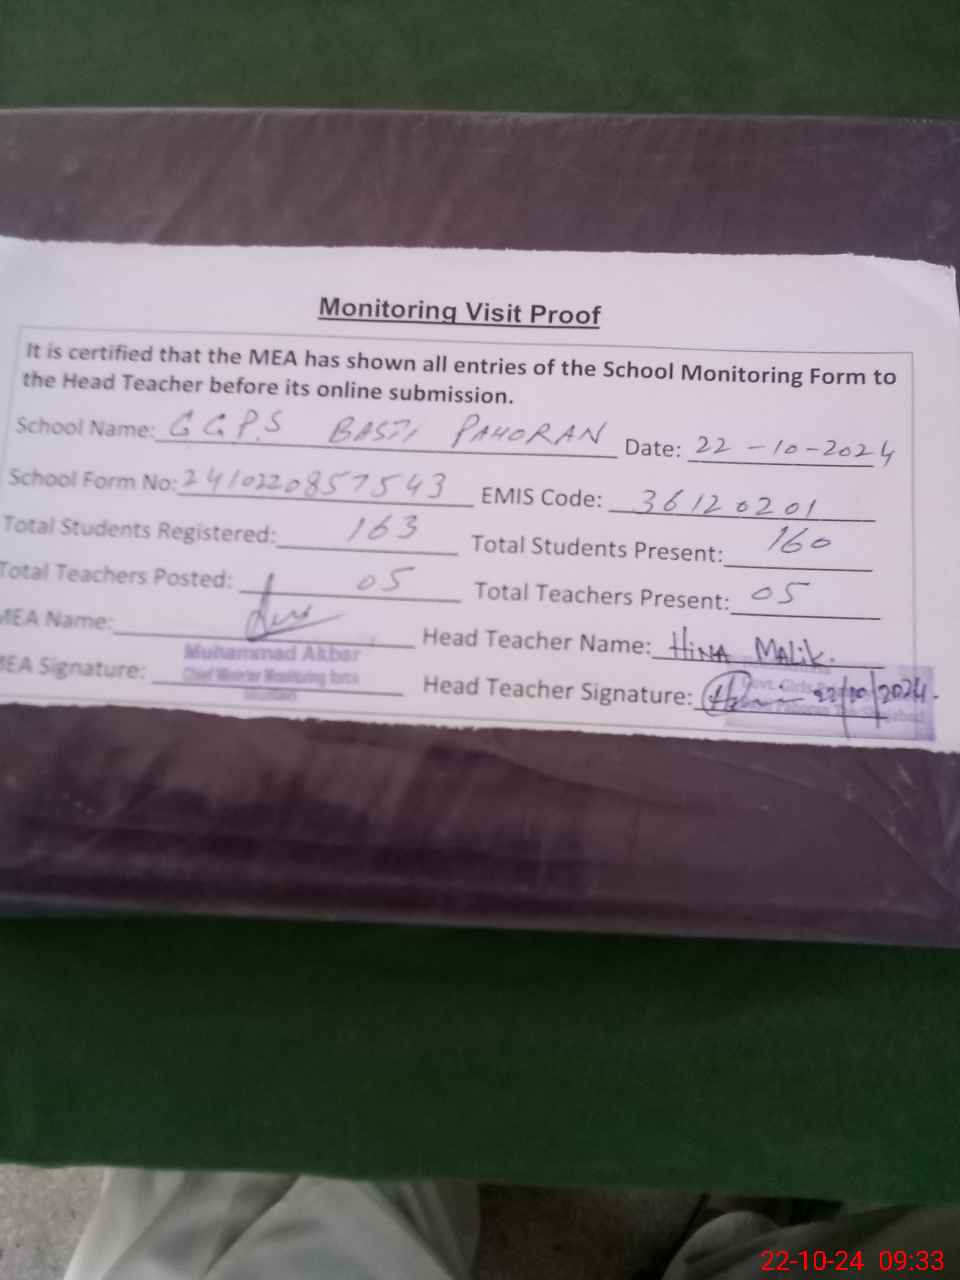 Monitoring Visit Proof
It is certified that the MEA has shown all entries of the School Monitoring Form to
the Head Teacher before its online submission.
School Name: GGPS BASTI PAHORAN Date: 22-10-2024
School Form No: 2410220857543 EMIS Code: 36120201
Total Students Registered: 163 Total Students Present: 160
Total Teachers Posted: 05 Total Teachers Present: 05
MEA Name: Head Teacher Name: HINA MALIK.
Muhammad Akbar
MEA Signature: Head Teacher Signature: 22/10/2024.
Govt. Girls
22-10-24 09:33